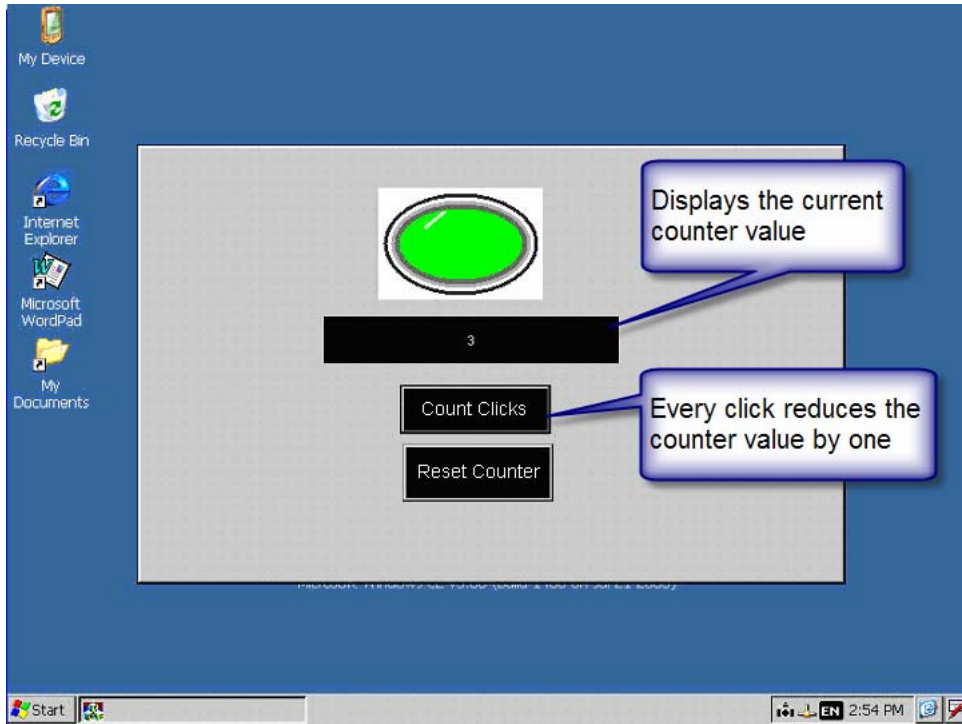 My Device
Recycle Bin
Internet
Explorer
Microsoft
WordPad
My
Documents
Displays the current
counter value
3
Count Clicks
Every click reduces the
counter value by one
Reset Counter
Start
EN
2:54 PM